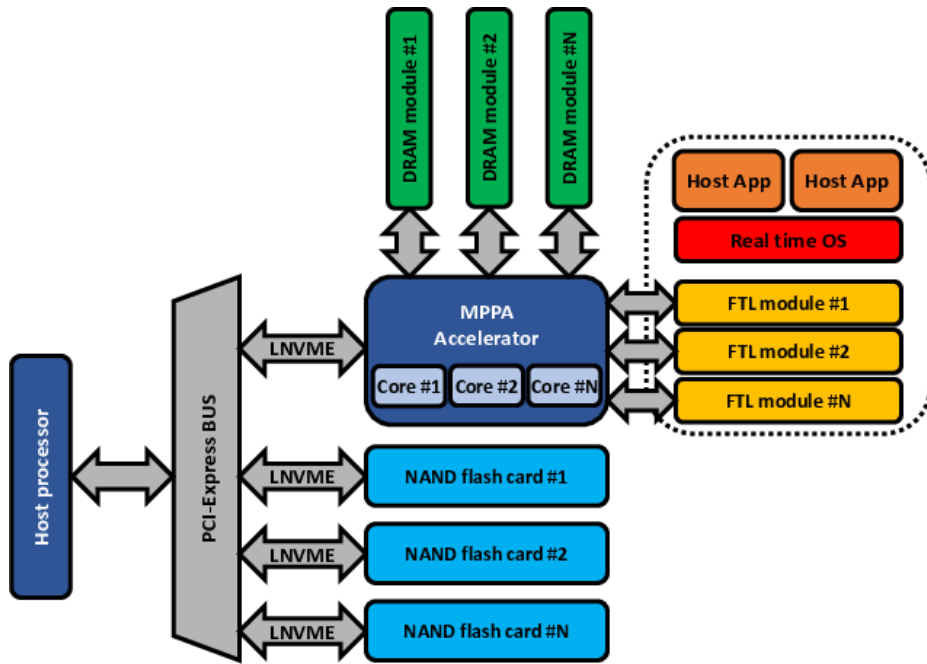 DRAM module #1
DRAM module #2
DRAM module #N
Host App
Host App
Real time OS
MPPA
Accelerator
Core #1
Core #2
Core #N
FTL module #1
FTL module #2
FTL module #N
Host processor
PCI-Express BUS
LNVME
LNVME
LNVME
LNVME
NAND flash card #1
NAND flash card #2
NAND flash card #N